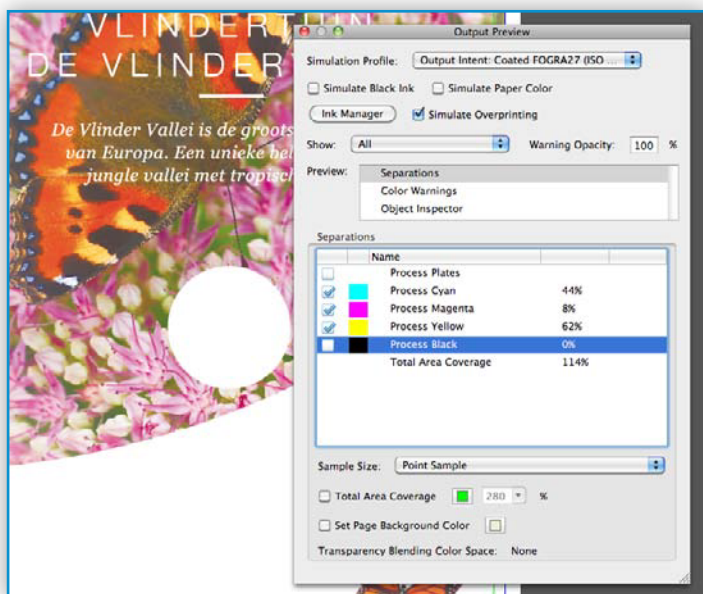 VLINDERTUIN
DE VLINDER
De Vlinder Vallei is de groots
van Europa. Een unieke bel
jungle vallei met tropisch
Output Preview
Simulation Profile: Output Intent: Coated FOGRA27 (ISO ...
Simulate Black Ink Simulate Paper Color
Ink Manager Simulate Overprinting
Show: All Warning Opacity: 100 %
Preview: Separations
Color Warnings
Object Inspector
Separations
Name
Process Plates
Process Cyan 44%
Process Magenta 8%
Process Yellow 62%
Process Black 0%
Total Area Coverage 114%
Sample Size: Point Sample
Total Area Coverage 280 %
Set Page Background Color
Transparency Blending Color Space: None